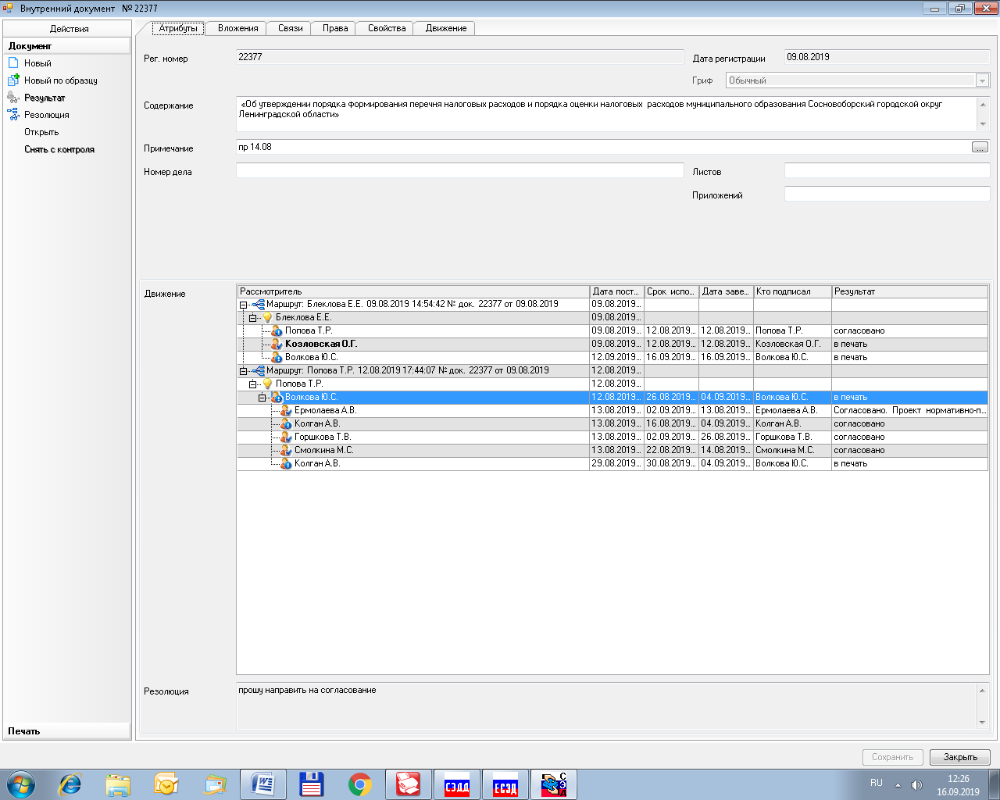 Внутренний документ № 22377
Действия
Документ
Новый
Новый по образцу
Результат
Резолюция
Открыть
Снять с контроля
Печать
Атрибуты Вложения Связи Права Свойства Движение
Рег. номер 22377 Дата регистрации 09.08.2019
Гриф Обычный
Содержание «Об утверждении порядка формирования перечня налоговых расходов и порядка оценки налоговых расходов муниципального образования Сосновоборский городской округ
Ленинградской области»
Примечание пр 14.08 ...
Номер дела Листов
Приложений
Движение
Рассмотритель Дата пост... Срок испо... Дата заве... Кто подписал Результат
Маршрут: Блеклова Е.Е. 09.08.2019 14:54:42 № док. 22377 от 09.08.2019 09.08.2019...
Блеклова Е.Е. 09.08.2019...
Попова Т.Р. 09.08.2019... 12.08.2019... 12.08.2019... Попова Т.Р. согласовано
Козловская О.Г. 09.08.2019... 12.08.2019... 12.08.2019... Козловская О.Г. в печать
Волкова Ю.С. 12.09.2019... 16.09.2019... 16.09.2019... Волкова Ю.С. в печать
Маршрут: Попова Т.Р. 12.08.2019 17:44:07 № док. 22377 от 09.08.2019 12.08.2019...
Попова Т.Р. 12.08.2019...
Волкова Ю.С. 12.08.2019... 26.08.2019... 04.09.2019... Волкова Ю.С. в печать
Ермолаева А.В. 13.08.2019... 02.09.2019... 13.08.2019... Ермолаева А.В. Согласовано. Проект нормативно-п...
Колган А.В. 13.08.2019... 16.08.2019... 04.09.2019... Колган А.В. согласовано
Горшкова Т.В. 13.08.2019... 02.09.2019... 26.08.2019... Горшкова Т.В. согласовано
Смолкина М.С. 13.08.2019... 22.08.2019... 14.08.2019... Смолкина М.С. согласовано
Колган А.В. 29.08.2019... 30.08.2019... 04.09.2019... Волкова Ю.С. в печать
Резолюция прошу направить на согласование
Сохранить Закрыть
СЭДД ЕСЭД СЭД
RU 12:26
16.09.2019